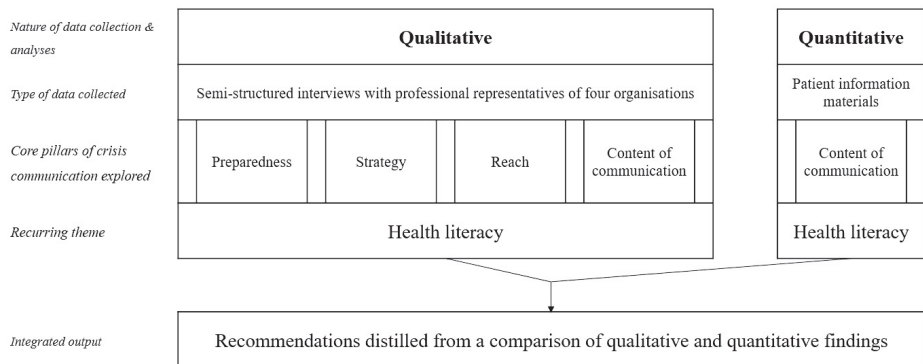 Nature of data collection &
analyses
Qualitative
Quantitative
Type of data collected
Semi-structured interviews with professional representatives of four organisations
Patient information
materials
Core pillars of crisis
communication explored
Preparedness
Strategy
Reach
Content of
communication
Content of
communication
Recurring theme
Health literacy
Health literacy
Integrated output
Recommendations distilled from a comparison of qualitative and quantitative findings